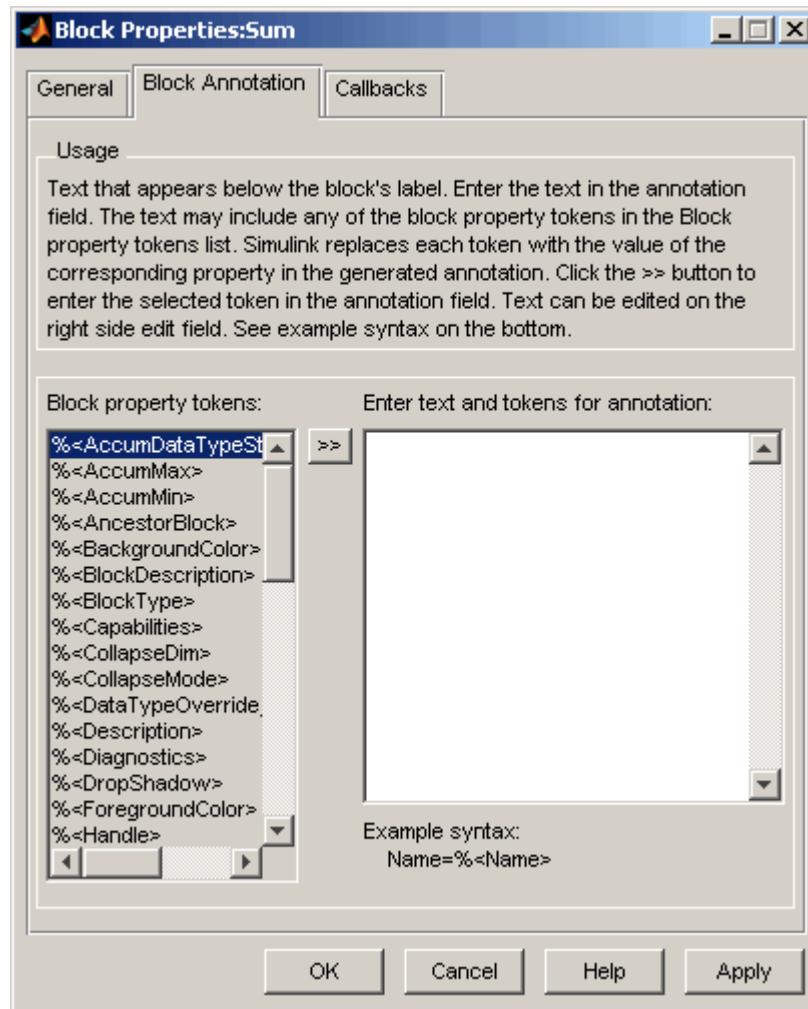 Block Properties:Sum
General
Block Annotation
Callbacks
Usage
Text that appears below the block's label. Enter the text in the annotation
field. The text may include any of the block property tokens in the Block
property tokens list. Simulink replaces each token with the value of the
corresponding property in the generated annotation. Click the >> button to
enter the selected token in the annotation field. Text can be edited on the
right side edit field. See example syntax on the bottom.
Block property tokens:
Enter text and tokens for annotation:
%<AccumDataTypeSt
>>
%<AccumMax>
%<AccumMin>
%<AncestorBlock>
%<BackgroundColor>
%<BlockDescription>
%<BlockType>
%<Capabilities>
%<CollapseDim>
%<CollapseMode>
%<DataTypeOverride_
%<Description>
%<Diagnostics>
%<DropShadow>
%<ForegroundColor>
%<Handle>
Example syntax:
Name=%<Name>
OK
Cancel
Help
Apply